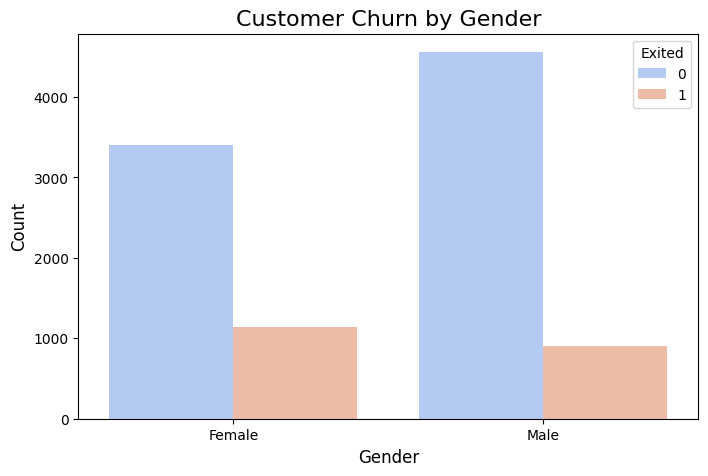 Customer Churn by Gender
Exited
0
1
Count
4000
3000
2000
1000
0
Female
Male
Gender